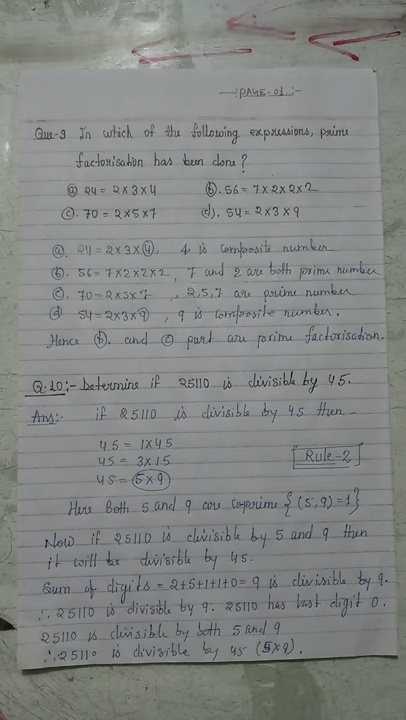 —:PAGE-01:-
Que-9 In which of the following expressions, prime
factorisation has been done?
(a) 24 = 2×3×4 (b). 56 = 7×2×2×2
(c). 70 = 2×5×7 (d). 54 = 2×3×9
(a). 24 = 2×3×(4), 4 is composite number
(b). 56 = 7×2×2×2, 7 and 2 are both prime number
(c). 70 = 2×5×7 , 2,5,7 are prime number
(d) 54 = 2×3×9) , 9 is composite number.
Hence (b). and (c) part are prime factorisation.
Q.10:- Determine if 25110 is divisible by 45.
Ans:- if 25110 is divisible by 45 then -
45 = 1×45
45 = 3×15 [Rule-2]
45 = (5×9)
Here Both 5 and 9 are coprime {(5,9)=1}
Now if 25110 is divisible by 5 and 9 then
it will be divisible by 45.
Sum of digits = 2+5+1+1+0 = 9 is divisible by 9.
∴ 25110 is divisible by 9. 25110 has last digit 0.
25110 is divisible by both 5 and 9
∴ 25110 is divisible by 45 (5×9).